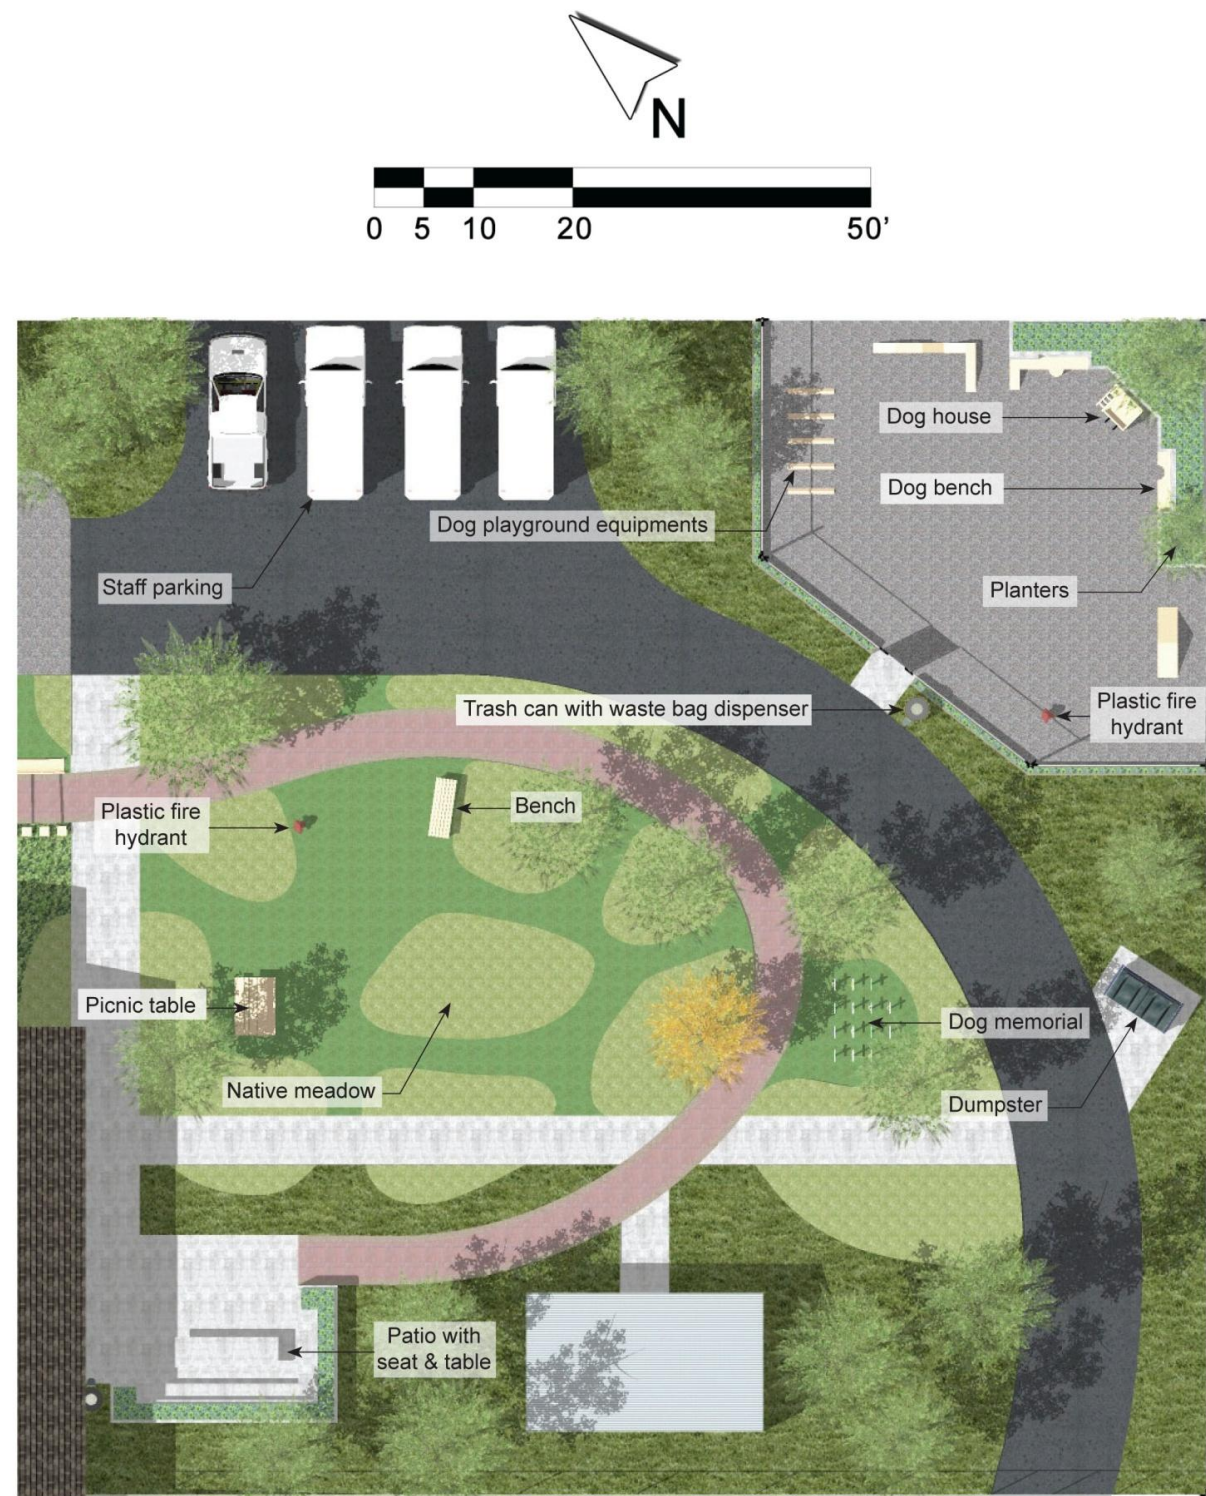 N
0 5 10 20 50’
Dog house
Dog bench
Dog playground equipments
Staff parking
Planters
Trash can with waste bag dispenser
Plastic fire
hydrant
Plastic fire
hydrant
Bench
Picnic table
Dog memorial
Native meadow
Dumpster
Patio with
seat & table